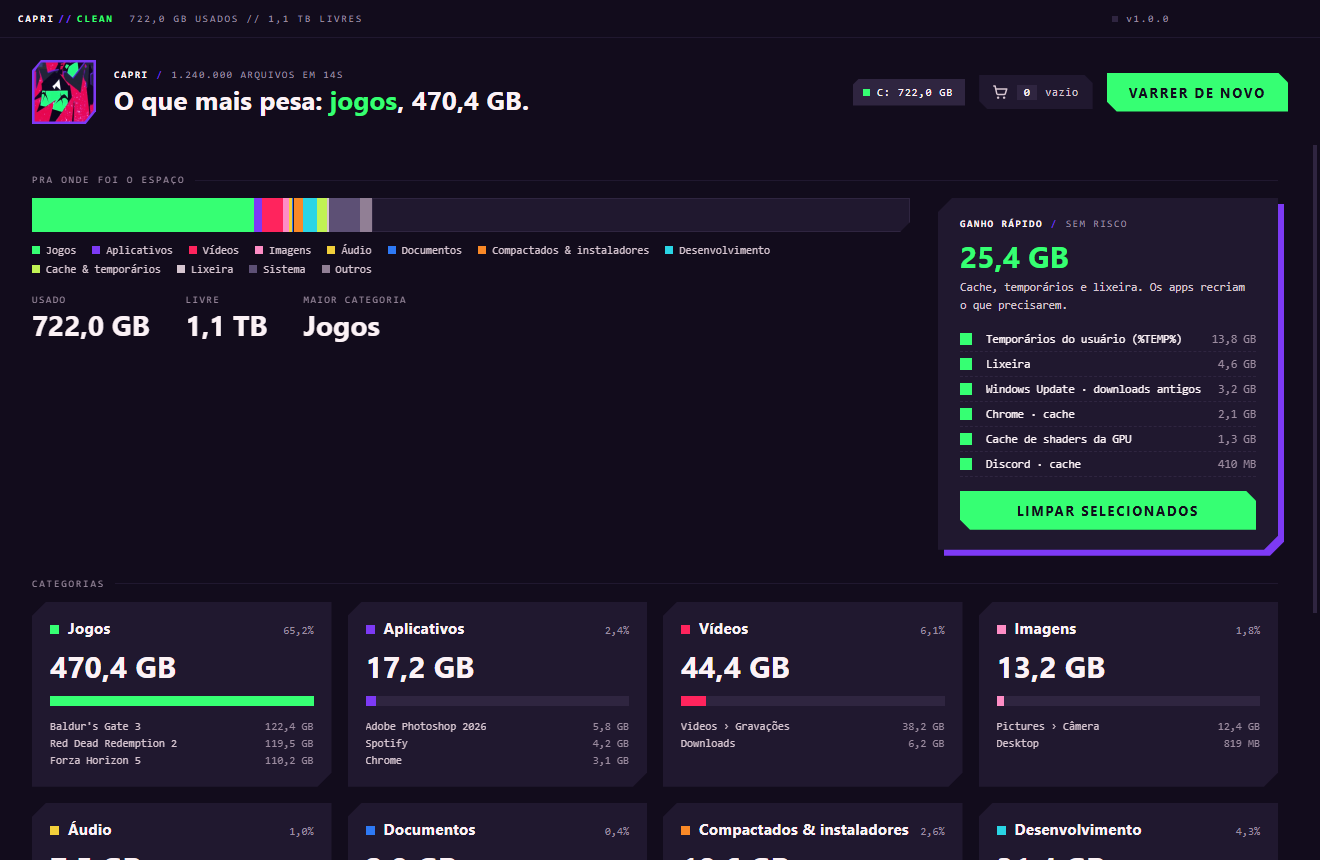 CAPRI // CLEAN 722,0 GB USADOS // 1,1 TB LIVRES
v1.0.0
CAPRI / 1.240.000 ARQUIVOS EM 14S
O que mais pesa: jogos, 470,4 GB.
C: 722,0 GB
0 vazio
VARRER DE NOVO
PRA ONDE FOI O ESPAÇO
Jogos Aplicativos Vídeos Imagens Áudio Documentos Compactados & instaladores Desenvolvimento
Cache & temporários Lixeira Sistema Outros
USADO LIVRE MAIOR CATEGORIA
722,0 GB 1,1 TB Jogos
GANHO RÁPIDO / SEM RISCO
25,4 GB
Cache, temporários e lixeira. Os apps recriam
o que precisarem.
Temporários do usuário (%TEMP%) 13,8 GB
Lixeira 4,6 GB
Windows Update · downloads antigos 3,2 GB
Chrome · cache 2,1 GB
Cache de shaders da GPU 1,3 GB
Discord · cache 410 MB
LIMPAR SELECIONADOS
CATEGORIAS
Jogos 65,2%
470,4 GB
Baldur's Gate 3 122,4 GB
Red Dead Redemption 2 119,5 GB
Forza Horizon 5 110,2 GB
Aplicativos 2,4%
17,2 GB
Adobe Photoshop 2026 5,8 GB
Spotify 4,2 GB
Chrome 3,1 GB
Vídeos 6,1%
44,4 GB
Videos › Gravações 38,2 GB
Downloads 6,2 GB
Imagens 1,8%
13,2 GB
Pictures › Câmera 12,4 GB
Desktop 819 MB
Áudio 1,0%
Documentos 0,4%
Compactados & instaladores 2,6%
Desenvolvimento 4,3%